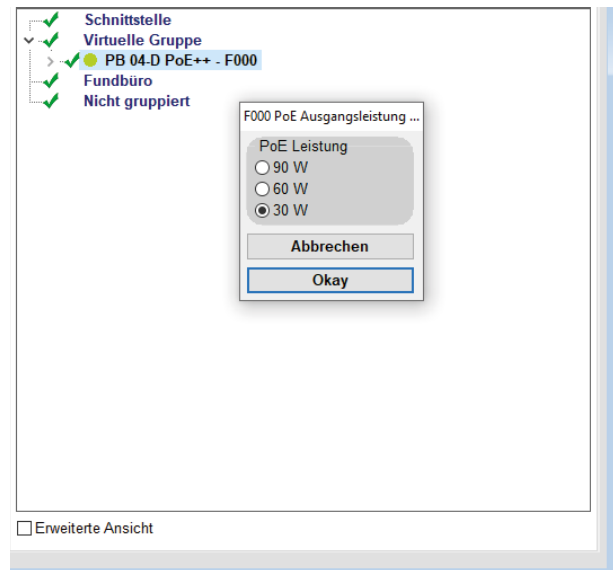 Schnittstelle
Virtuelle Gruppe
PB 04-D PoE++ - F000
Fundbüro
Nicht gruppiert
F000 PoE Ausgangsleistung ...
PoE Leistung
90 W
60 W
30 W
Abbrechen
Okay
Erweiterte Ansicht